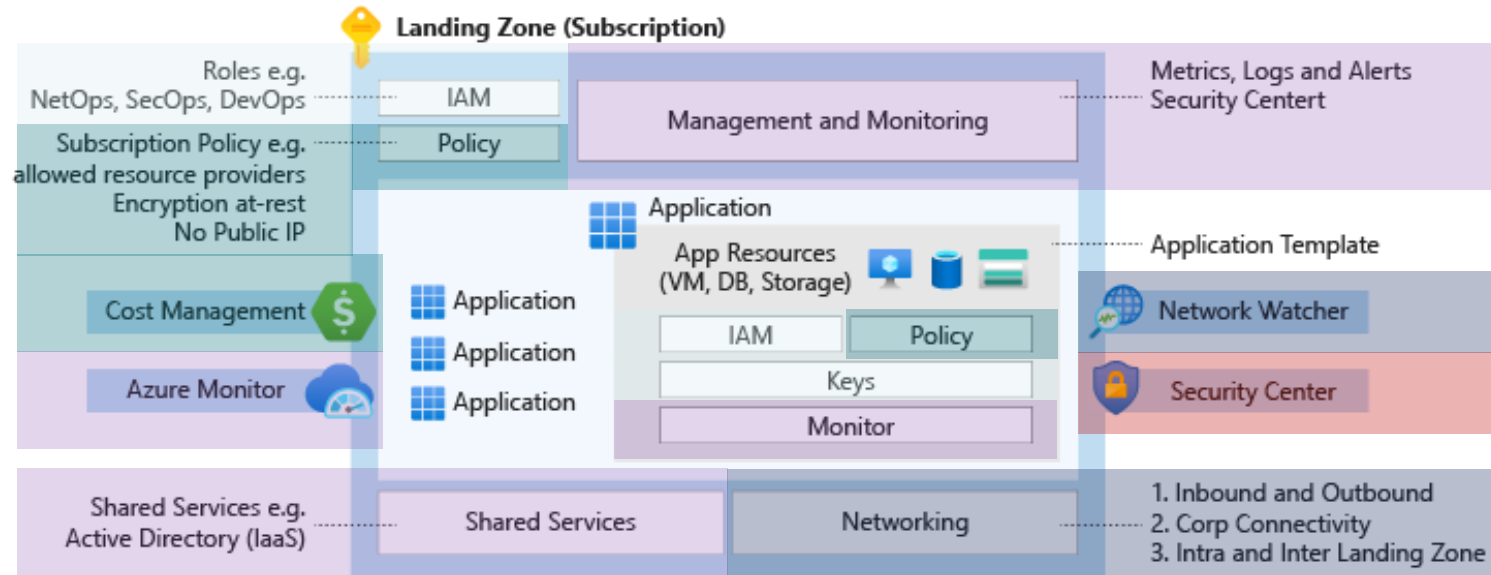 Landing Zone (Subscription)
Roles e.g.
NetOps, SecOps, DevOps
IAM
Management and Monitoring
Metrics, Logs and Alerts
Security Centert
Subscription Policy e.g.
allowed resource providers
Encryption at-rest
No Public IP
Policy
Application
App Resources
(VM, DB, Storage)
Application Template
Cost Management
Azure Monitor
Application
Application
Application
IAM
Policy
Keys
Monitor
Network Watcher
Security Center
Shared Services e.g.
Active Directory (IaaS)
Shared Services
Networking
1. Inbound and Outbound
2. Corp Connectivity
3. Intra and Inter Landing Zone